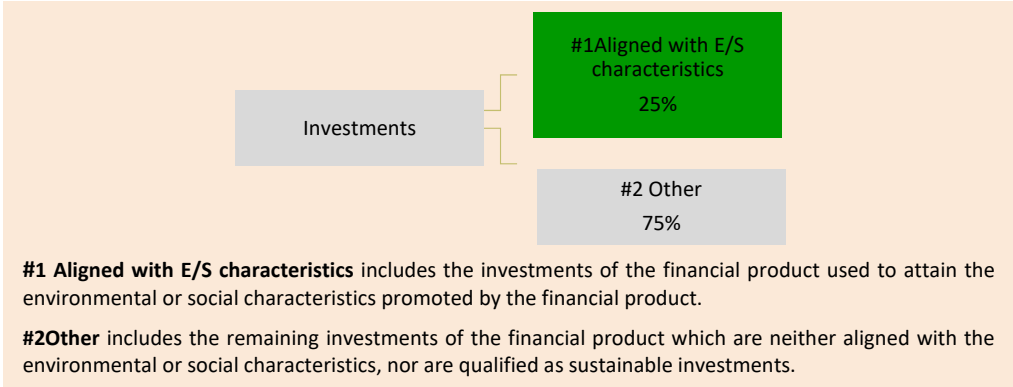 #1Aligned with E/S
characteristics
25%
Investments
#2 Other
75%
#1 Aligned with E/S characteristics includes the investments of the financial product used to attain the
environmental or social characteristics promoted by the financial product.
#2Other includes the remaining investments of the financial product which are neither aligned with the
environmental or social characteristics, nor are qualified as sustainable investments.